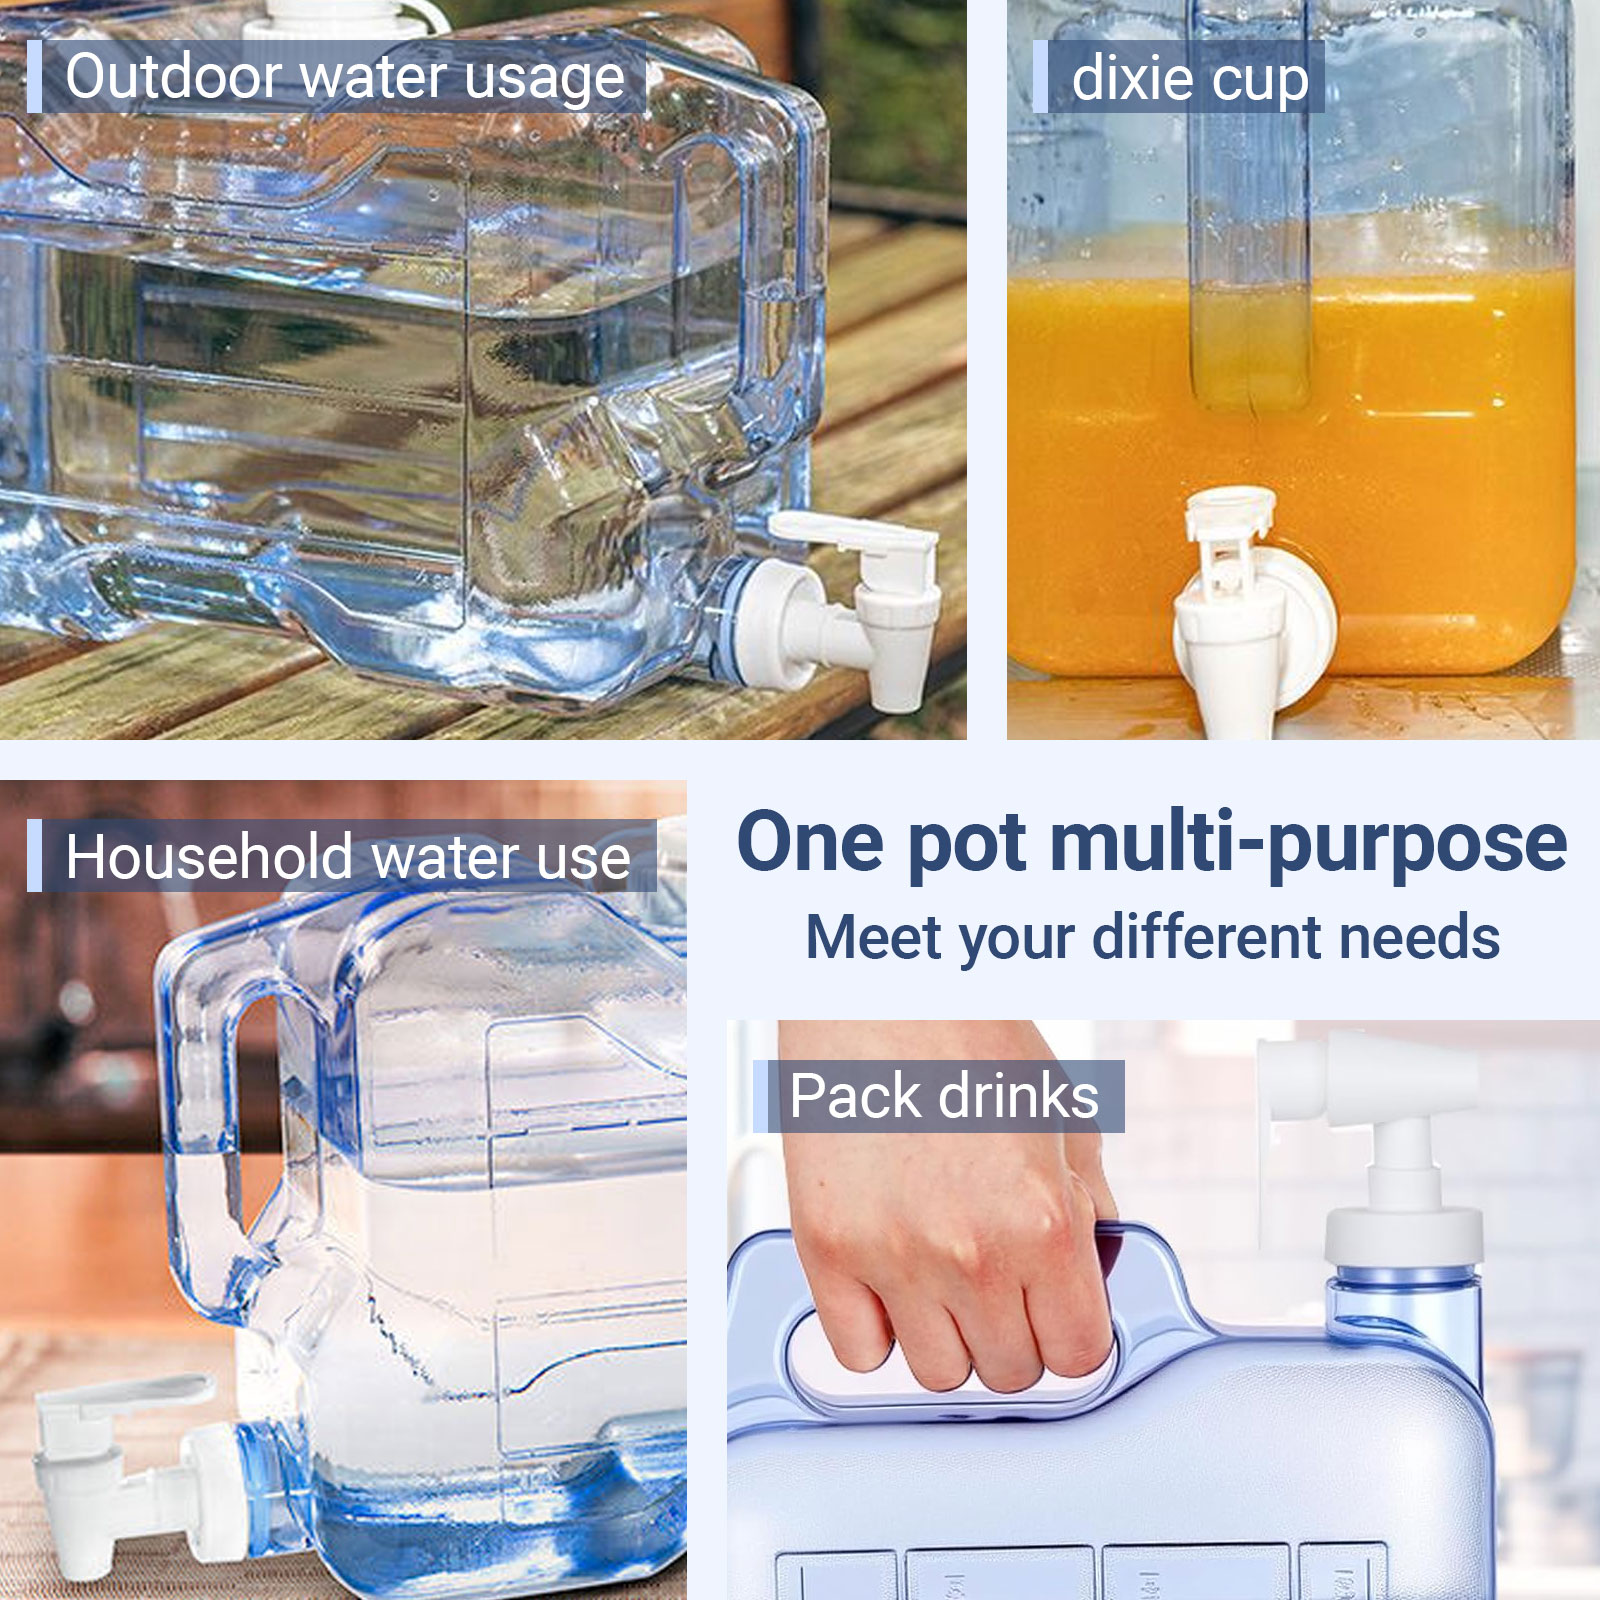 Outdoor water usage
dixie cup
Household water use
One pot multi-purpose
Meet your different needs
Pack drinks